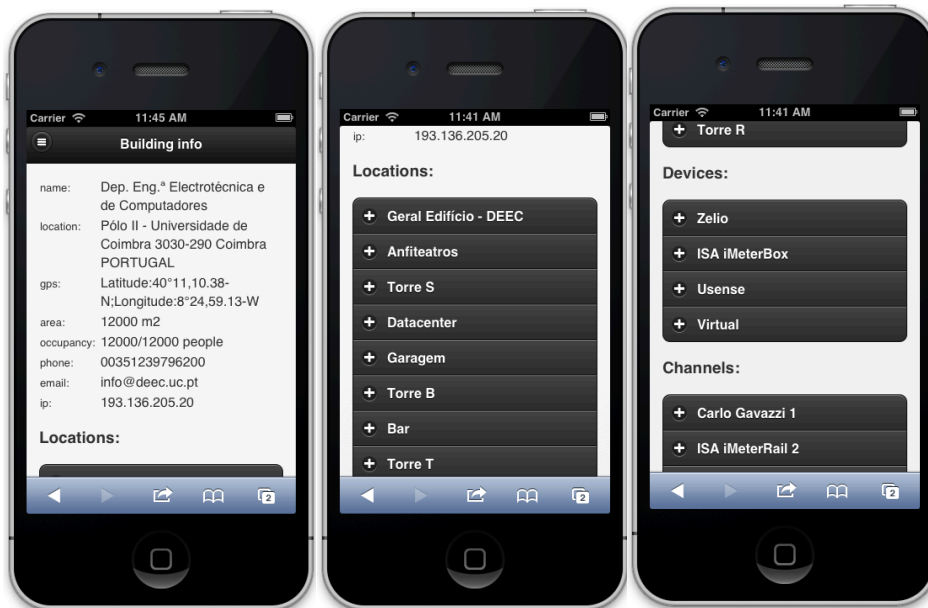 Carrier 11:45 AM
Building info
name: Dep. Eng.ª Electrotécnica e
de Computadores
location: Pólo II - Universidade de
Coimbra 3030-290 Coimbra
PORTUGAL
gps: Latitude:40°11,10.38-
N;Longitude:8°24,59.13-W
area: 12000 m2
occupancy: 12000/12000 people
phone: 00351239796200
email: info@deec.uc.pt
ip: 193.136.205.20
Locations:
2
Carrier 11:41 AM
ip: 193.136.205.20
Locations:
Geral Edifício - DEEC
Anfiteatros
Torre S
Datacenter
Garagem
Torre B
Bar
Torre T
2
Carrier 11:41 AM
Torre R
Devices:
Zelio
ISA iMeterBox
Usense
Virtual
Channels:
Carlo Gavazzi 1
ISA iMeterRail 2
2